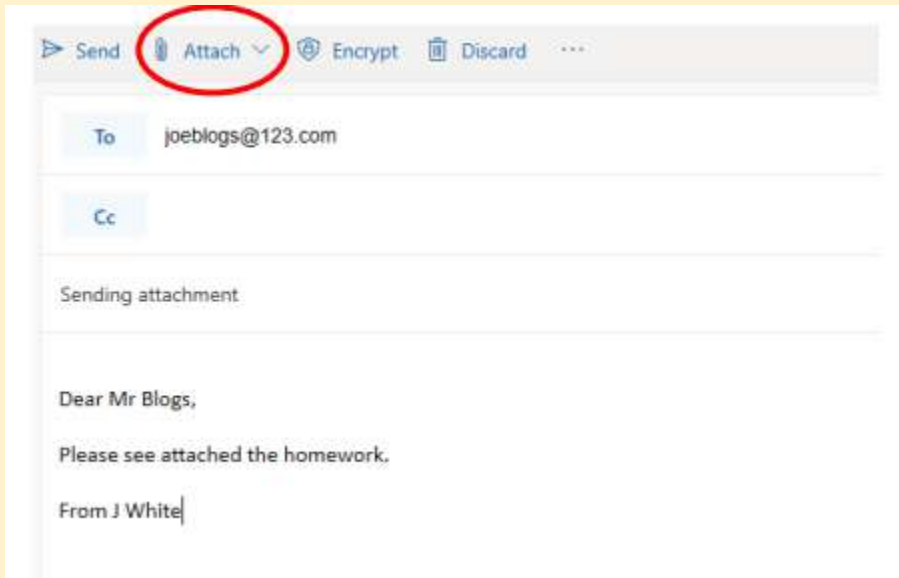 Send Attach Encrypt Discard ...
To joeblogs@123.com
Cc
Sending attachment
Dear Mr Blogs,
Please see attached the homework.
From J White